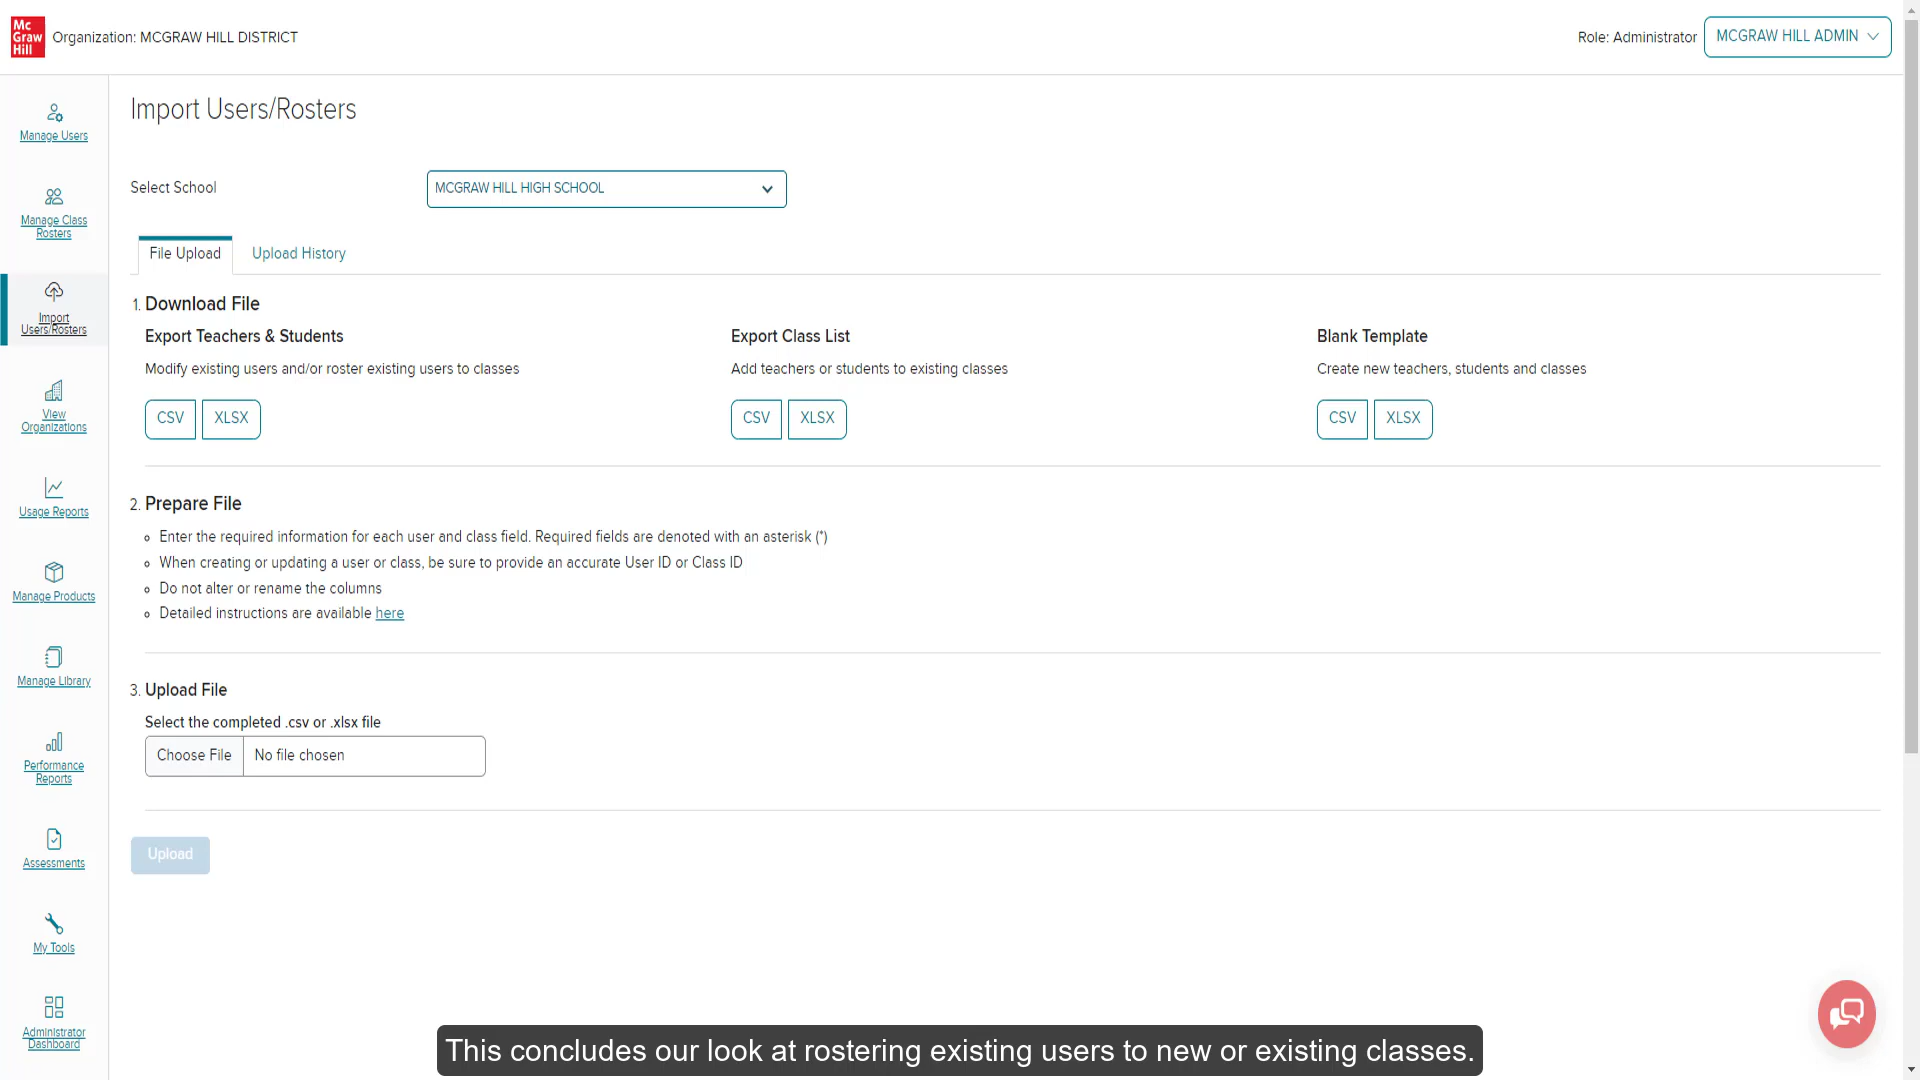 Mc
Graw
Hill
Organization: MCGRAW HILL DISTRICT
Role: Administrator
MCGRAW HILL ADMIN
Manage Users
Manage Class
Rosters
Import
Users/Rosters
View
Organizations
Usage Reports
Manage Products
Manage Library
Performance
Reports
Assessments
My Tools
Administrator
Dashboard
Import Users/Rosters
Select School
MCGRAW HILL HIGH SCHOOL
File Upload
Upload History
1. Download File
Export Teachers & Students
Modify existing users and/or roster existing users to classes
CSV
XLSX
Export Class List
Add teachers or students to existing classes
CSV
XLSX
Blank Template
Create new teachers, students and classes
CSV
XLSX
2. Prepare File
Enter the required information for each user and class field. Required fields are denoted with an asterisk (*)
When creating or updating a user or class, be sure to provide an accurate User ID or Class ID
Do not alter or rename the columns
Detailed instructions are available here
3. Upload File
Select the completed .csv or .xlsx file
Choose File
No file chosen
Upload
This concludes our look at rostering existing users to new or existing classes.